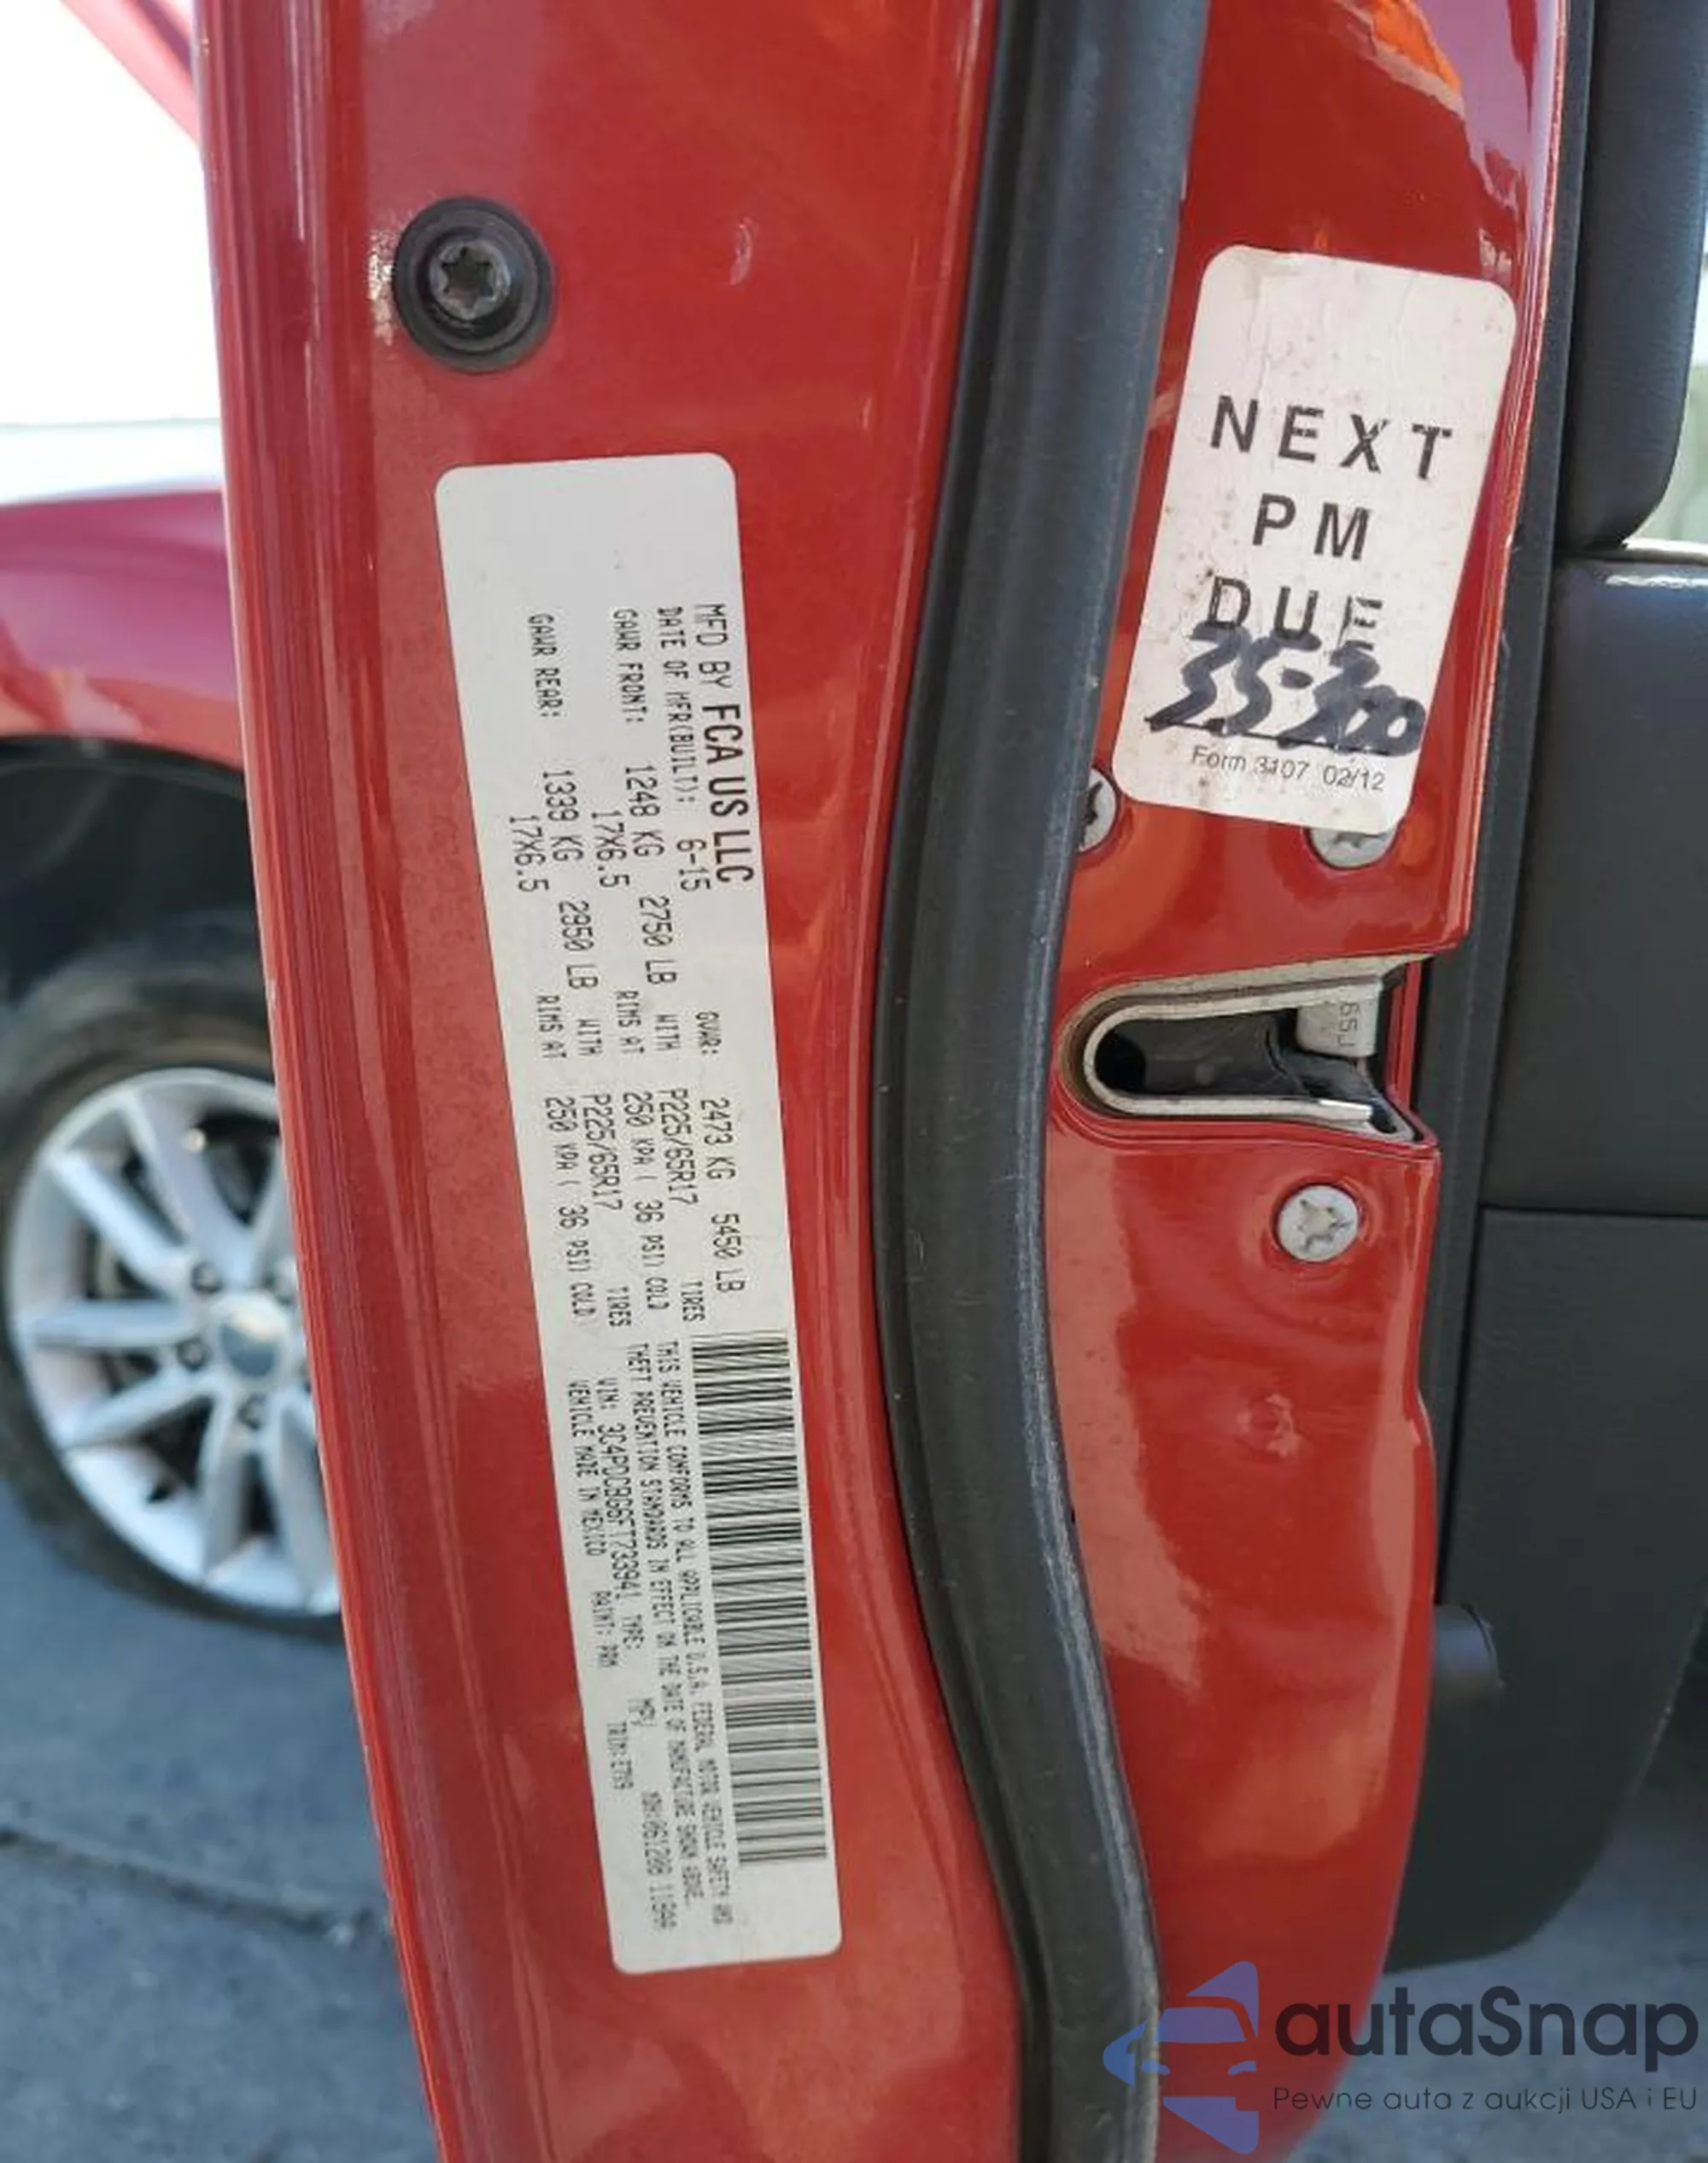 MFD BY FCA US LLC
DATE OF MFR(BUILT): 6-15 GVWR: 2473 KG 5450 LB
GAWR FRONT: 1248 KG 2750 LB WITH P225/65R17 TIRES
17X6.5 RIMS AT 250 KPA ( 36 PSI) COLD
GAWR REAR: 1339 KG 2950 LB WITH P225/65R17 TIRES
17X6.5 RIMS AT 250 KPA ( 36 PSI) COLD
THIS VEHICLE CONFORMS TO ALL APPLICABLE U.S.A. FEDERAL MOTOR VEHICLE SAFETY AND
THEFT PREVENTION STANDARDS IN EFFECT ON THE DATE OF MANUFACTURE SHOWN ABOVE.
VIN: 3C4PDCBG6FT733941 TYPE: MPV
VEHICLE MADE IN MEXICO PAINT: PRM TRIM:
NEXT
PM
DUE
35-300
Form 3107 02/12
autaSnap
Pewne auta z aukcji USA i EU